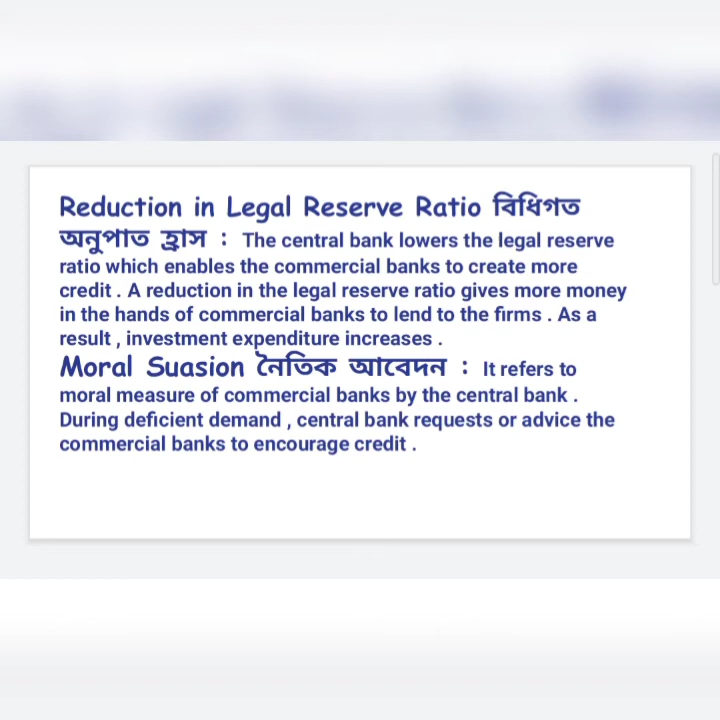 Reduction in Legal Reserve Ratio বিধিগত
অনুপাত হ্রাস : The central bank lowers the legal reserve
ratio which enables the commercial banks to create more
credit . A reduction in the legal reserve ratio gives more money
in the hands of commercial banks to lend to the firms . As a
result , investment expenditure increases .
Moral Suasion নৈতিক আবেদন : It refers to
moral measure of commercial banks by the central bank .
During deficient demand , central bank requests or advice the
commercial banks to encourage credit .